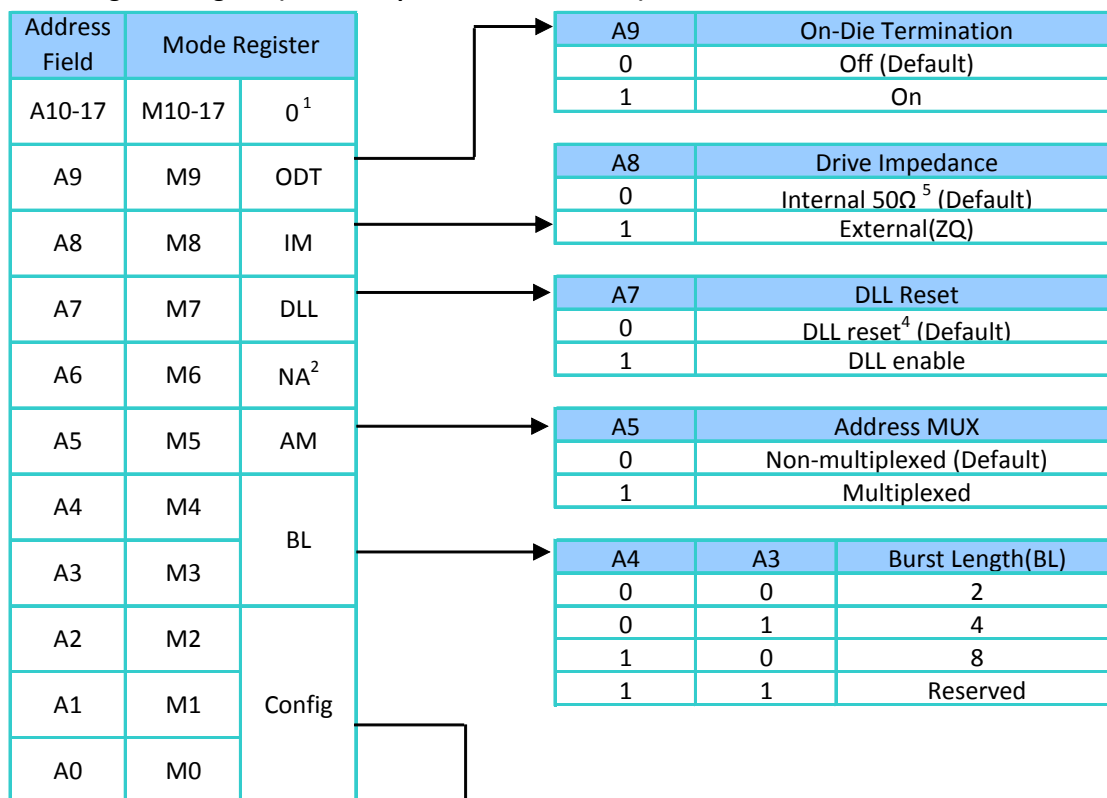 Address Field Mode Register
A10-17 M10-17 0¹
A9 M9 ODT
A8 M8 IM
A7 M7 DLL
A6 M6 NA²
A5 M5 AM
A4 M4 BL
A3 M3
A2 M2 Config
A1 M1
A0 M0
A9 On-Die Termination
0 Off (Default)
1 On
A8 Drive Impedance
0 Internal 50Ω ⁵ (Default)
1 External(ZQ)
A7 DLL Reset
0 DLL reset⁴ (Default)
1 DLL enable
A5 Address MUX
0 Non-multiplexed (Default)
1 Multiplexed
A4 A3 Burst Length(BL)
0 0 2
0 1 4
1 0 8
1 1 Reserved